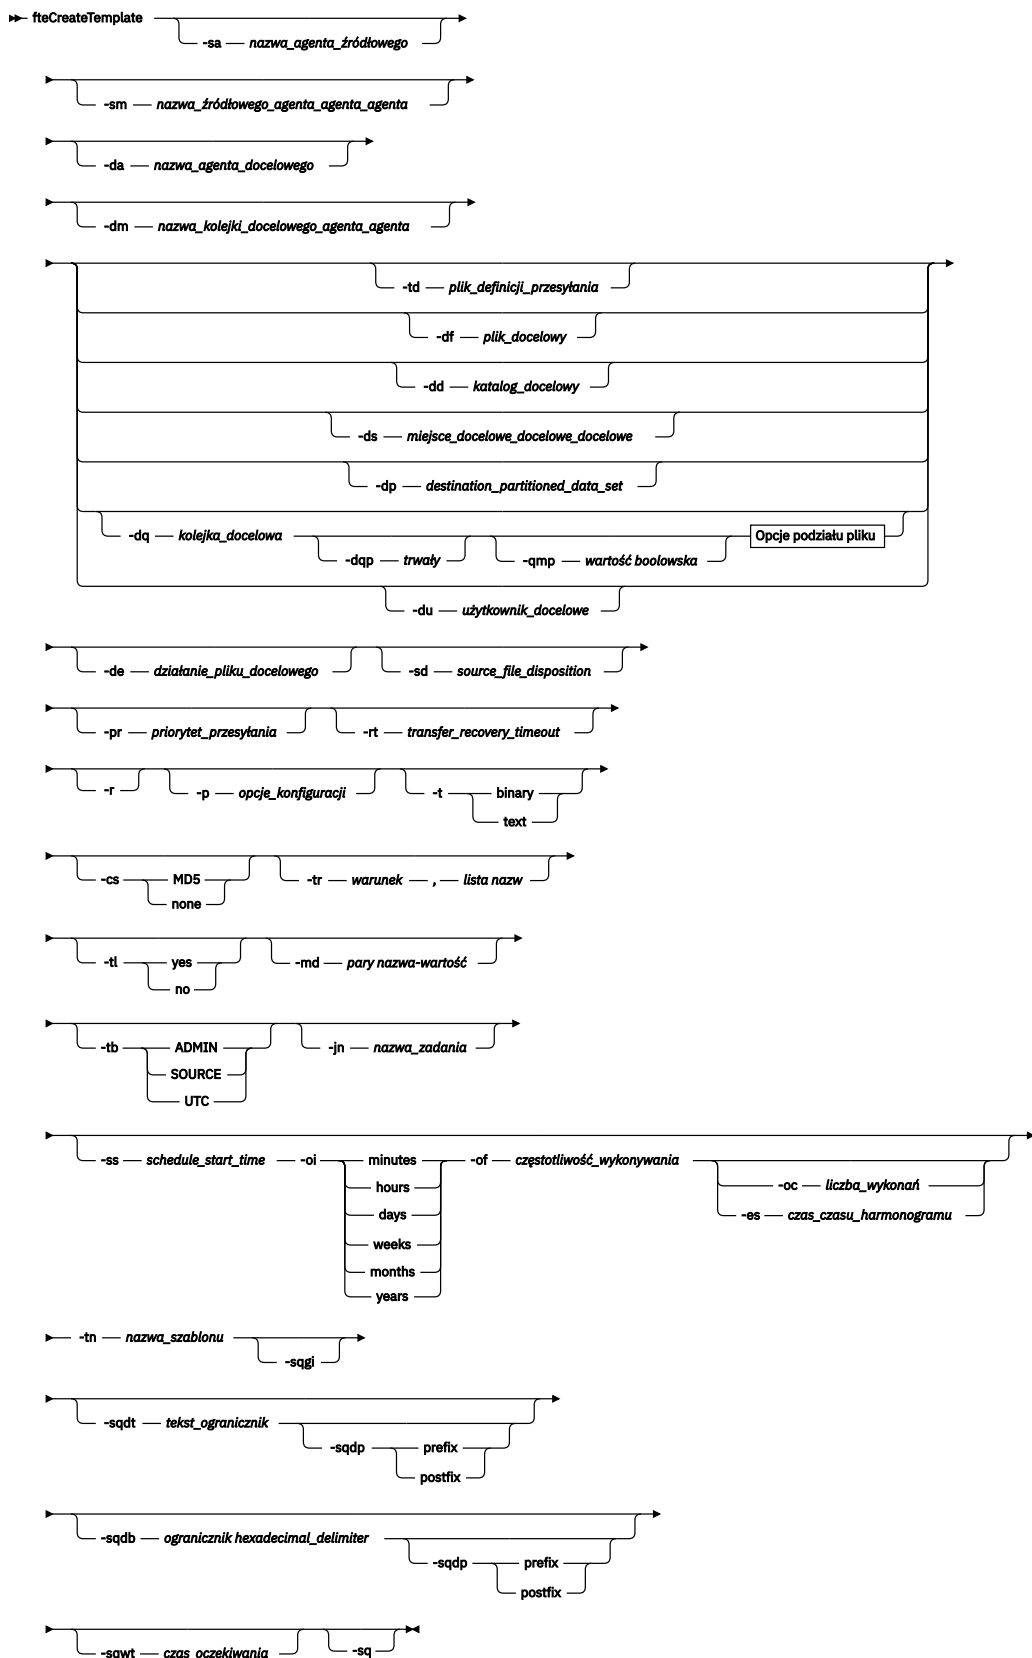 fteCreateTemplate
-sa nazwa_agenta_źródłowego
-sm nazwa_źródłowego_agenta_agenta_agenta
-da nazwa_agenta_docelowego
-dm nazwa_kolejki_docelowego_agenta_agenta
-td plik_definicji_przesyłania
-df plik_docelowy
-dd katalog_docelowy
-ds miejsce_docelowe_docelowe_docelowe
-dp destination_partitioned_data_set
-dq kolejka_docelowa Opcje podziału pliku
-dqp trwały -qmp wartość boolowska
-du użytkownik_docelowe
-de działanie_pliku_docelowego -sd source_file_disposition
-pr priorytet_przesyłania -rt transfer_recovery_timeout
-r -p opcje_konfiguracji -t binary
text
-cs MD5 -tr warunek , lista nazw
none
-tl yes -md pary nazwa-wartość
no
-tb ADMIN -jn nazwa_zadania
SOURCE
UTC
-ss schedule_start_time -oi minutes -of częstotliwość_wykonywania
hours -oc liczba_wykonań
days -es czas_czasu_harmonogramu
weeks
months
years
-tn nazwa_szablonu
-sqgi
-sqdt tekst_ogranicznik
-sqdp prefix
postfix
-sqdb ogranicznik hexadecimal_delimiter
-sqdp prefix
postfix
-sqwt czas_oczekiwania -sq